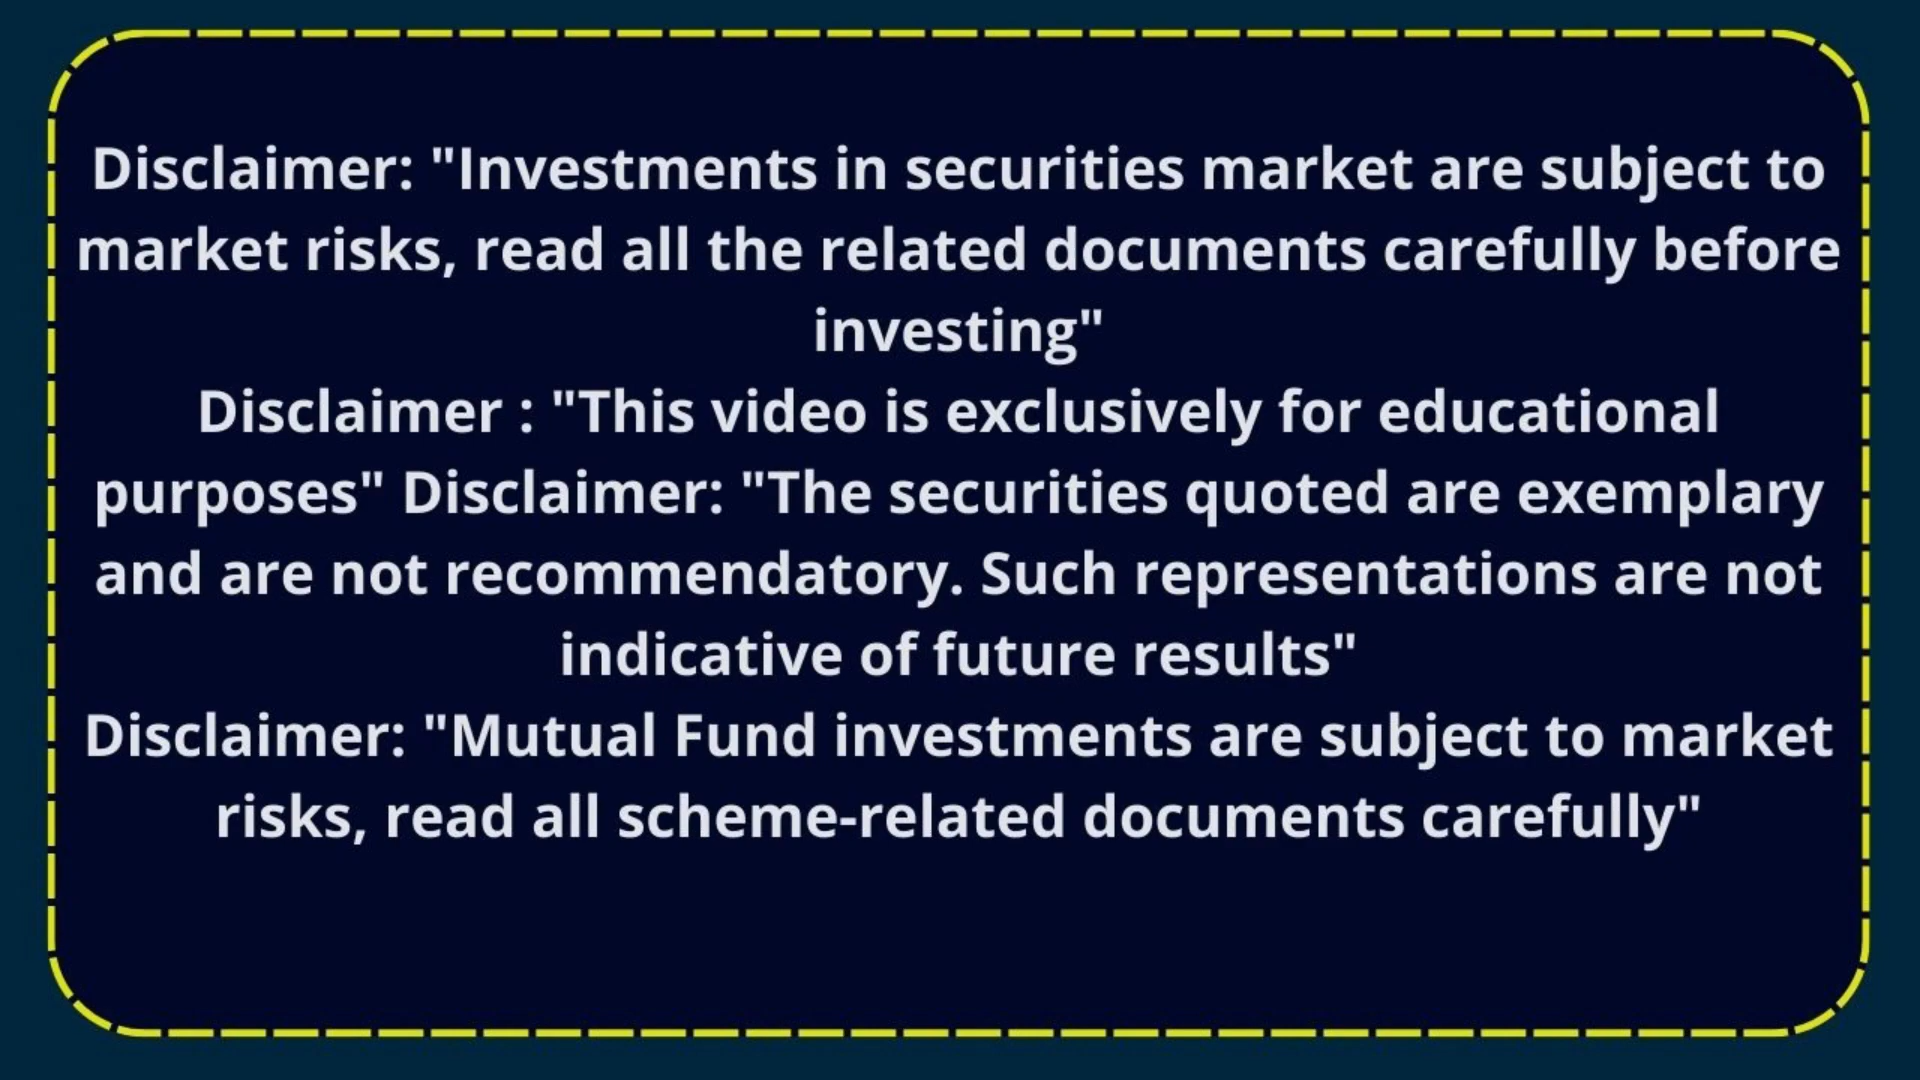 Disclaimer: "Investments in securities market are subject to
market risks, read all the related documents carefully before
investing"
Disclaimer : "This video is exclusively for educational
purposes" Disclaimer: "The securities quoted are exemplary
and are not recommendatory. Such representations are not
indicative of future results"
Disclaimer: "Mutual Fund investments are subject to market
risks, read all scheme-related documents carefully"